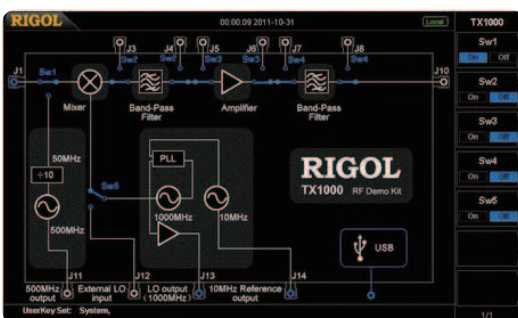 RIGOL
00:00:09 2011-10-31
Local
TX1000
J3 J4 J5 J6 J7 J8
Sw2 Sw2 Sw3 Sw3 Sw4 Sw4
J1 Sw1 J10
Mixer
Band-Pass Filter
Amplifier
Band-Pass Filter
50MHz
÷10
500MHz
Sw5
PLL
1000MHz
10MHz
RIGOL
TX1000 RF Demo Kit
USB
J11 J12 J13 J14
500MHz output
External LO input
LO output (1000MHz)
10MHz Reference output
UserKey Set: System,
Sw1
On Off
Sw2
On Off
Sw3
On Off
Sw4
On Off
Sw5
On Off
1/1